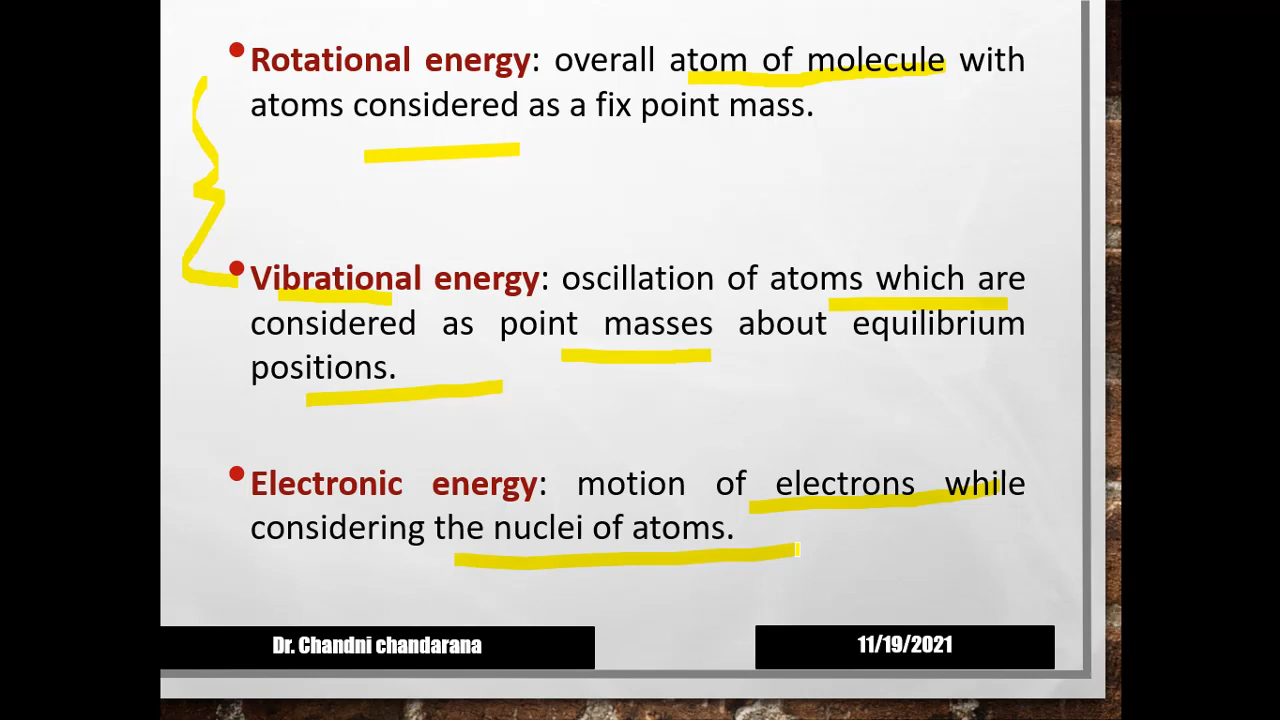 • Rotational energy: overall atom of molecule with
atoms considered as a fix point mass.
• Vibrational energy: oscillation of atoms which are
considered as point masses about equilibrium
positions.
• Electronic energy: motion of electrons while
considering the nuclei of atoms.
Dr. Chandni chandarana
11/19/2021